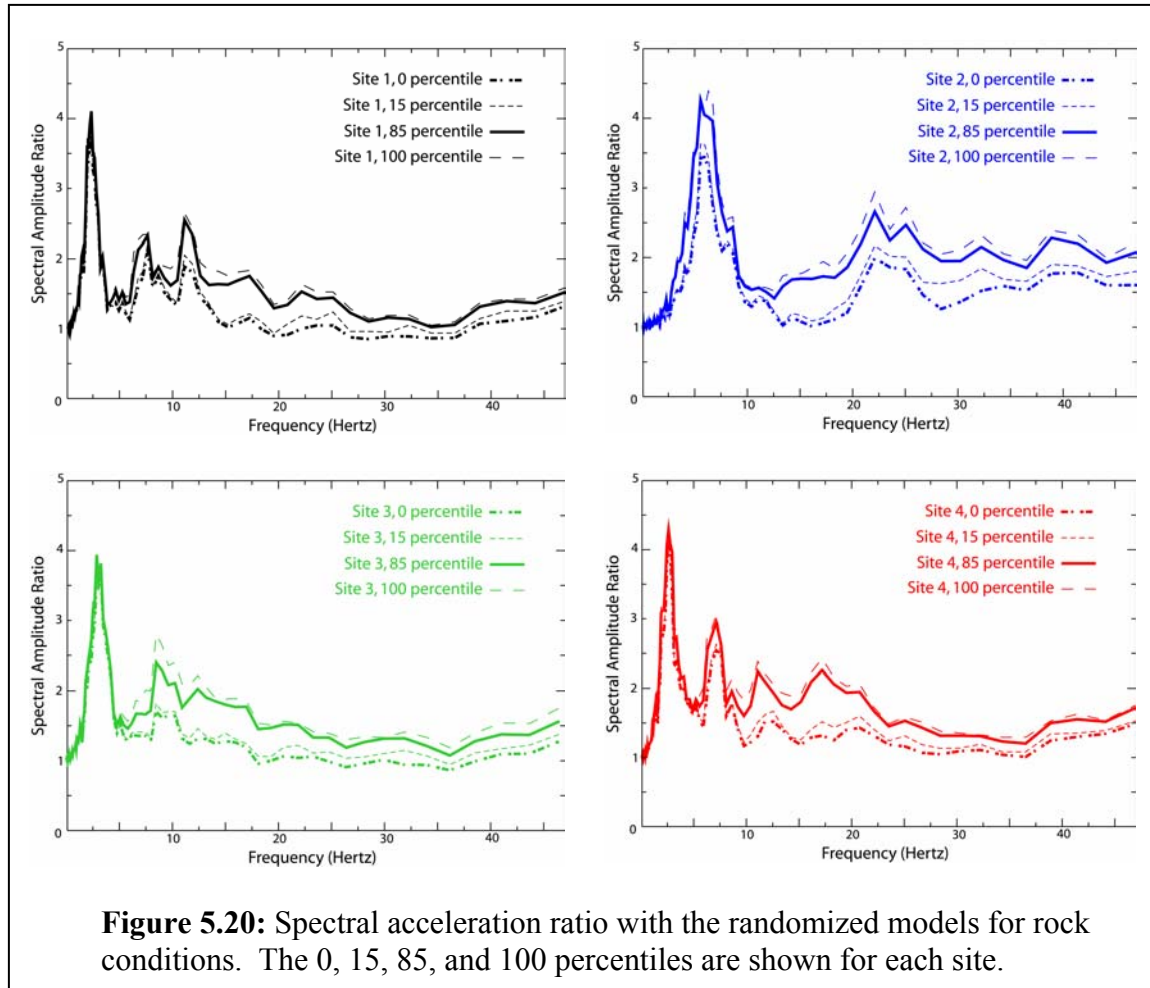 5
4
3
2
1
0
Spectral Amplitude Ratio
Site 1, 0 percentile
Site 1, 15 percentile
Site 1, 85 percentile
Site 1, 100 percentile
10
20
30
40
Frequency (Hertz)
5
4
3
2
1
0
Spectral Amplitude Ratio
Site 2, 0 percentile
Site 2, 15 percentile
Site 2, 85 percentile
Site 2, 100 percentile
10
20
30
40
Frequency (Hertz)
5
4
3
2
1
0
Spectral Amplitude Ratio
Site 3, 0 percentile
Site 3, 15 percentile
Site 3, 85 percentile
Site 3, 100 percentile
10
20
30
40
Frequency (Hertz)
5
4
3
2
1
0
Spectral Amplitude Ratio
Site 4, 0 percentile
Site 4, 15 percentile
Site 4, 85 percentile
Site 4, 100 percentile
10
20
30
40
Frequency (Hertz)
Figure 5.20: Spectral acceleration ratio with the randomized models for rock
conditions. The 0, 15, 85, and 100 percentiles are shown for each site.